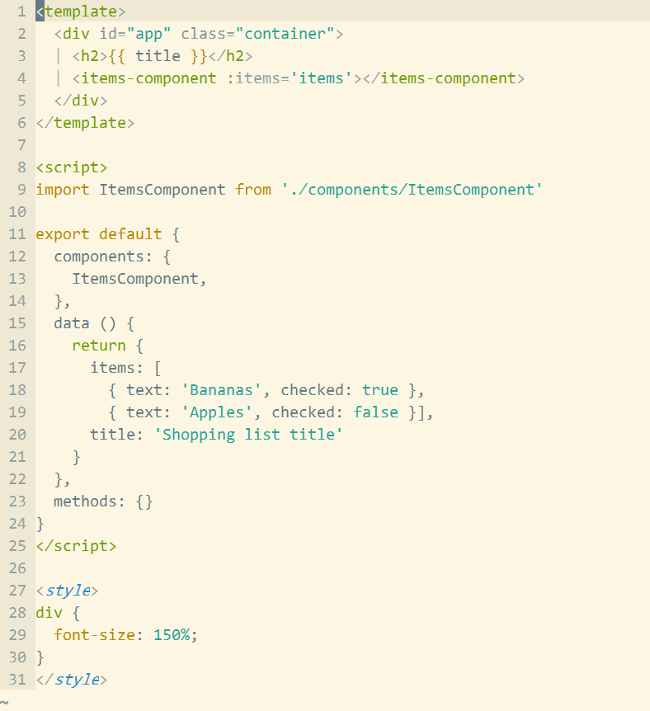 1 <template>
2   <div id="app" class="container">
3   | <h2>{{ title }}</h2>
4   | <items-component :items='items'></items-component>
5   </div>
6 </template>
7
8 <script>
9 import ItemsComponent from './components/ItemsComponent'
10
11 export default {
12   components: {
13     ItemsComponent,
14   },
15   data () {
16     return {
17       items: [
18         { text: 'Bananas', checked: true },
19         { text: 'Apples', checked: false }],
20       title: 'Shopping list title'
21     }
22   },
23   methods: {}
24 }
25 </script>
26
27 <style>
28 div {
29   font-size: 150%;
30 }
31 </style>
~